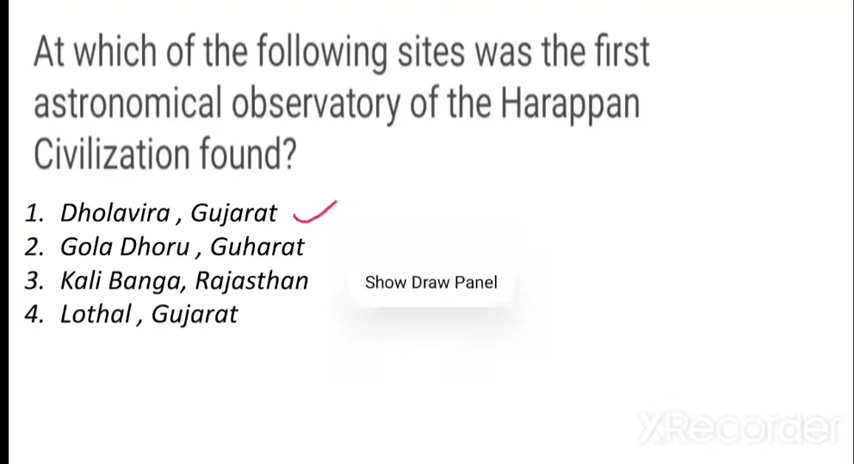 At which of the following sites was the first
astronomical observatory of the Harappan
Civilization found?
1. Dholavira , Gujarat
2. Gola Dhoru , Guharat
3. Kali Banga, Rajasthan
Show Draw Panel
4. Lothal , Gujarat
XRecorder